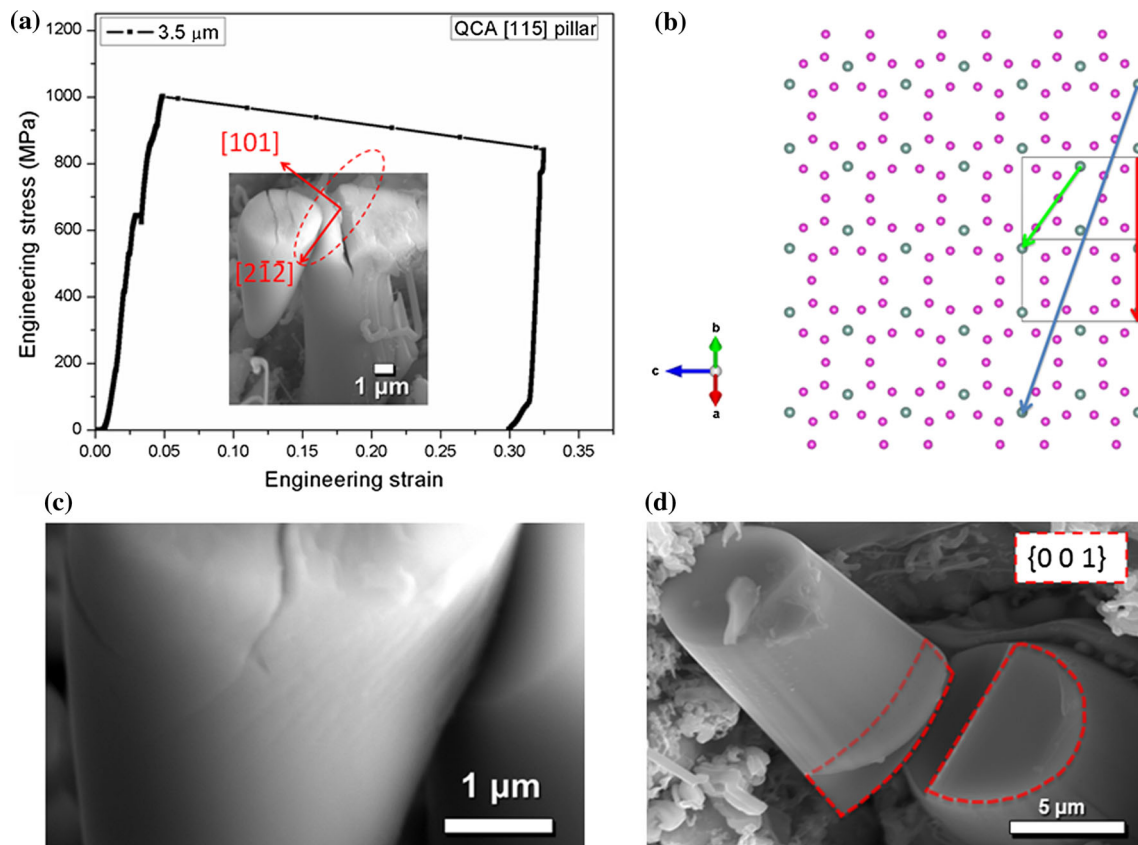 (a)
1200
1000
800
600
400
200
0
0.00 0.05 0.10 0.15 0.20 0.25 0.30 0.35
Engineering stress (MPa)
Engineering strain
3.5 μm
QCA [115] pillar
[101]
[21̅2̅]
1 μm
(b)
b
c
a
(c)
1 μm
(d)
{0 0 1}
5 μm